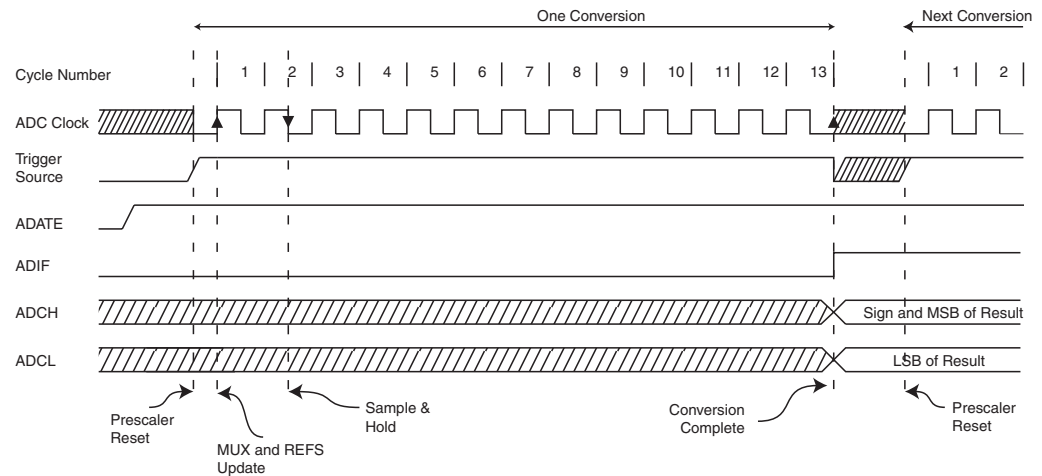 One Conversion
Next Conversion
Cycle Number
1 2 3 4 5 6 7 8 9 10 11 12 13 1 2
ADC Clock
Trigger
Source
ADATE
ADIF
ADCH
Sign and MSB of Result
ADCL
LSB of Result
Prescaler
Reset
MUX and REFS
Update
Sample &
Hold
Conversion
Complete
Prescaler
Reset